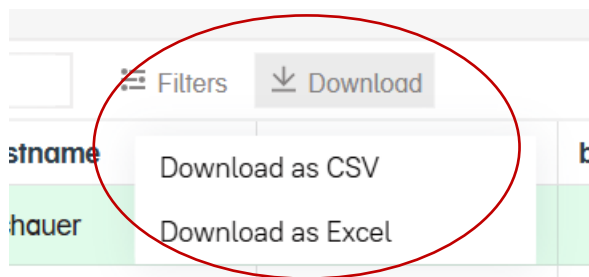 Filters Download
stname b
Download as CSV
hauer
Download as Excel